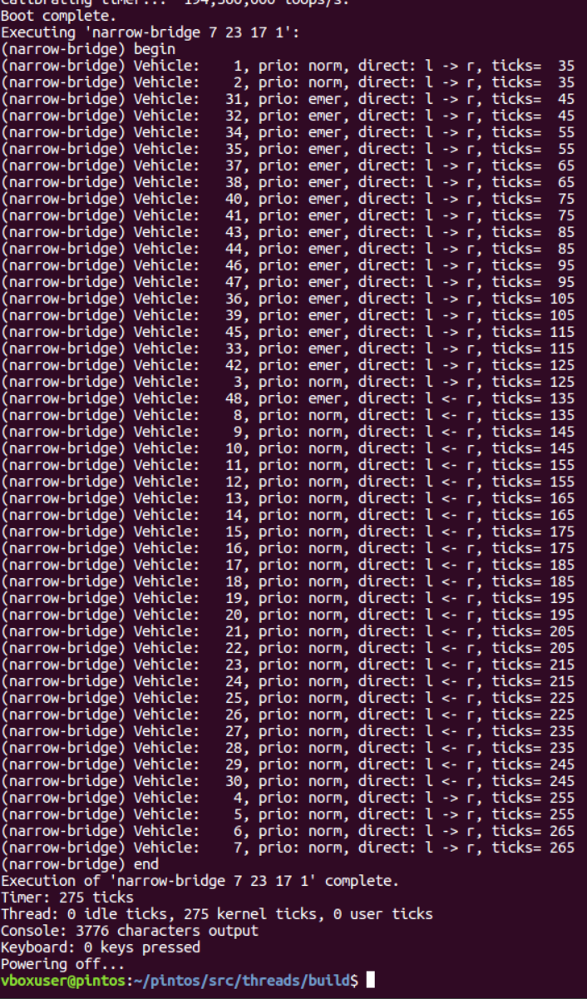 Calibrating timer... 194,560,000 loops/s.
Boot complete.
Executing 'narrow-bridge 7 23 17 1':
(narrow-bridge) begin
(narrow-bridge) Vehicle:    1, prio: norm, direct: l -> r, ticks=  35
(narrow-bridge) Vehicle:    2, prio: norm, direct: l -> r, ticks=  35
(narrow-bridge) Vehicle:   31, prio: emer, direct: l -> r, ticks=  45
(narrow-bridge) Vehicle:   32, prio: emer, direct: l -> r, ticks=  45
(narrow-bridge) Vehicle:   34, prio: emer, direct: l -> r, ticks=  55
(narrow-bridge) Vehicle:   35, prio: emer, direct: l -> r, ticks=  55
(narrow-bridge) Vehicle:   37, prio: emer, direct: l -> r, ticks=  65
(narrow-bridge) Vehicle:   38, prio: emer, direct: l -> r, ticks=  65
(narrow-bridge) Vehicle:   40, prio: emer, direct: l -> r, ticks=  75
(narrow-bridge) Vehicle:   41, prio: emer, direct: l -> r, ticks=  75
(narrow-bridge) Vehicle:   43, prio: emer, direct: l -> r, ticks=  85
(narrow-bridge) Vehicle:   44, prio: emer, direct: l -> r, ticks=  85
(narrow-bridge) Vehicle:   46, prio: emer, direct: l -> r, ticks=  95
(narrow-bridge) Vehicle:   47, prio: emer, direct: l -> r, ticks=  95
(narrow-bridge) Vehicle:   36, prio: emer, direct: l -> r, ticks= 105
(narrow-bridge) Vehicle:   39, prio: emer, direct: l -> r, ticks= 105
(narrow-bridge) Vehicle:   45, prio: emer, direct: l -> r, ticks= 115
(narrow-bridge) Vehicle:   33, prio: emer, direct: l -> r, ticks= 115
(narrow-bridge) Vehicle:   42, prio: emer, direct: l -> r, ticks= 125
(narrow-bridge) Vehicle:    3, prio: norm, direct: l -> r, ticks= 125
(narrow-bridge) Vehicle:   48, prio: emer, direct: l <- r, ticks= 135
(narrow-bridge) Vehicle:    8, prio: norm, direct: l <- r, ticks= 135
(narrow-bridge) Vehicle:    9, prio: norm, direct: l <- r, ticks= 145
(narrow-bridge) Vehicle:   10, prio: norm, direct: l <- r, ticks= 145
(narrow-bridge) Vehicle:   11, prio: norm, direct: l <- r, ticks= 155
(narrow-bridge) Vehicle:   12, prio: norm, direct: l <- r, ticks= 155
(narrow-bridge) Vehicle:   13, prio: norm, direct: l <- r, ticks= 165
(narrow-bridge) Vehicle:   14, prio: norm, direct: l <- r, ticks= 165
(narrow-bridge) Vehicle:   15, prio: norm, direct: l <- r, ticks= 175
(narrow-bridge) Vehicle:   16, prio: norm, direct: l <- r, ticks= 175
(narrow-bridge) Vehicle:   17, prio: norm, direct: l <- r, ticks= 185
(narrow-bridge) Vehicle:   18, prio: norm, direct: l <- r, ticks= 185
(narrow-bridge) Vehicle:   19, prio: norm, direct: l <- r, ticks= 195
(narrow-bridge) Vehicle:   20, prio: norm, direct: l <- r, ticks= 195
(narrow-bridge) Vehicle:   21, prio: norm, direct: l <- r, ticks= 205
(narrow-bridge) Vehicle:   22, prio: norm, direct: l <- r, ticks= 205
(narrow-bridge) Vehicle:   23, prio: norm, direct: l <- r, ticks= 215
(narrow-bridge) Vehicle:   24, prio: norm, direct: l <- r, ticks= 215
(narrow-bridge) Vehicle:   25, prio: norm, direct: l <- r, ticks= 225
(narrow-bridge) Vehicle:   26, prio: norm, direct: l <- r, ticks= 225
(narrow-bridge) Vehicle:   27, prio: norm, direct: l <- r, ticks= 235
(narrow-bridge) Vehicle:   28, prio: norm, direct: l <- r, ticks= 235
(narrow-bridge) Vehicle:   29, prio: norm, direct: l <- r, ticks= 245
(narrow-bridge) Vehicle:   30, prio: norm, direct: l <- r, ticks= 245
(narrow-bridge) Vehicle:    4, prio: norm, direct: l -> r, ticks= 255
(narrow-bridge) Vehicle:    5, prio: norm, direct: l -> r, ticks= 255
(narrow-bridge) Vehicle:    6, prio: norm, direct: l -> r, ticks= 265
(narrow-bridge) Vehicle:    7, prio: norm, direct: l -> r, ticks= 265
(narrow-bridge) end
Execution of 'narrow-bridge 7 23 17 1' complete.
Timer: 275 ticks
Thread: 0 idle ticks, 275 kernel ticks, 0 user ticks
Console: 3776 characters output
Keyboard: 0 keys pressed
Powering off...
vboxuser@pintos:~/pintos/src/threads/build$